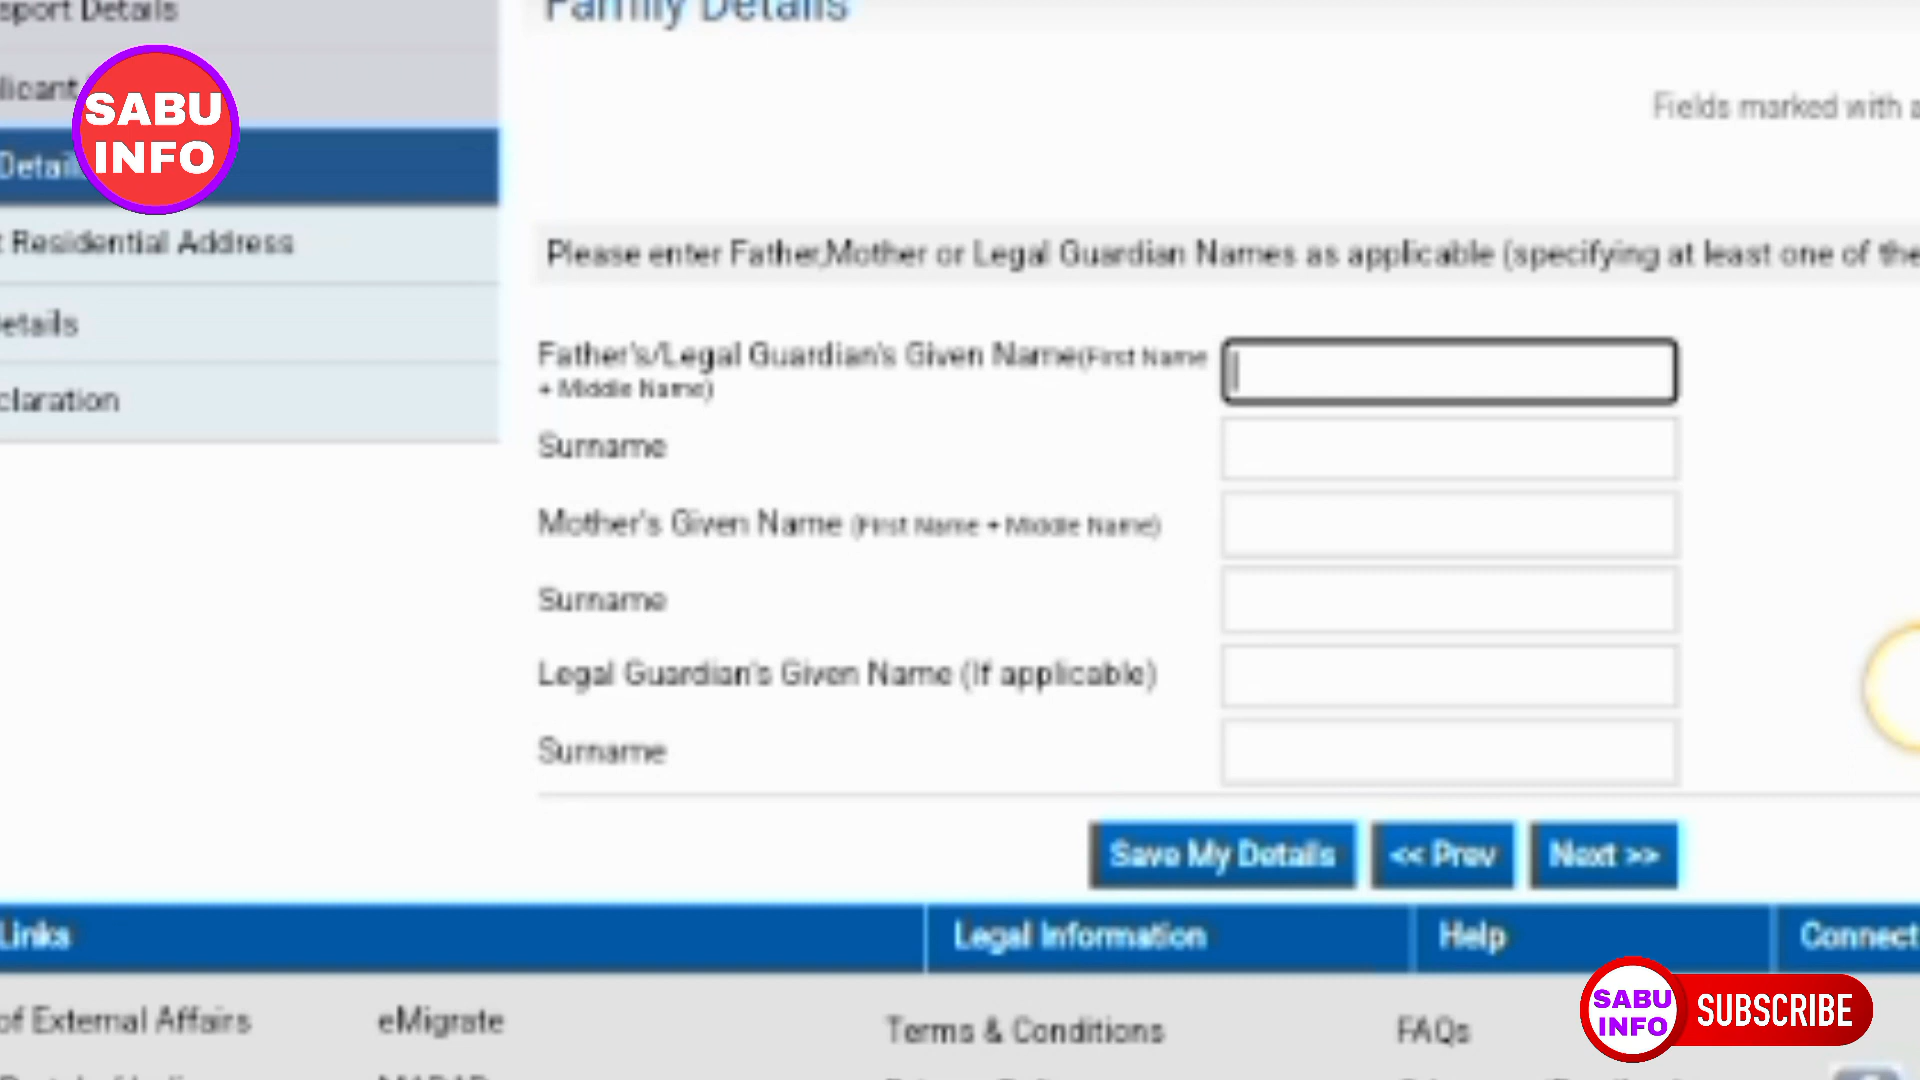 sport Details
Family Details
licant
SABU
INFO
Fields marked with a
Detail
t Residential Address
Please enter Father,Mother or Legal Guardian Names as applicable (specifying at least one of the
etails
Father's/Legal Guardian's Given Name(First Name
+ Middle Name)
claration
Surname
Mother's Given Name (First Name + Middle Name)
Surname
Legal Guardian's Given Name (If applicable)
Surname
Save My Details
<< Prev
Next >>
Links
Legal Information
Help
Connect
of External Affairs
eMigrate
Terms & Conditions
FAQs
SABU
INFO
SUBSCRIBE